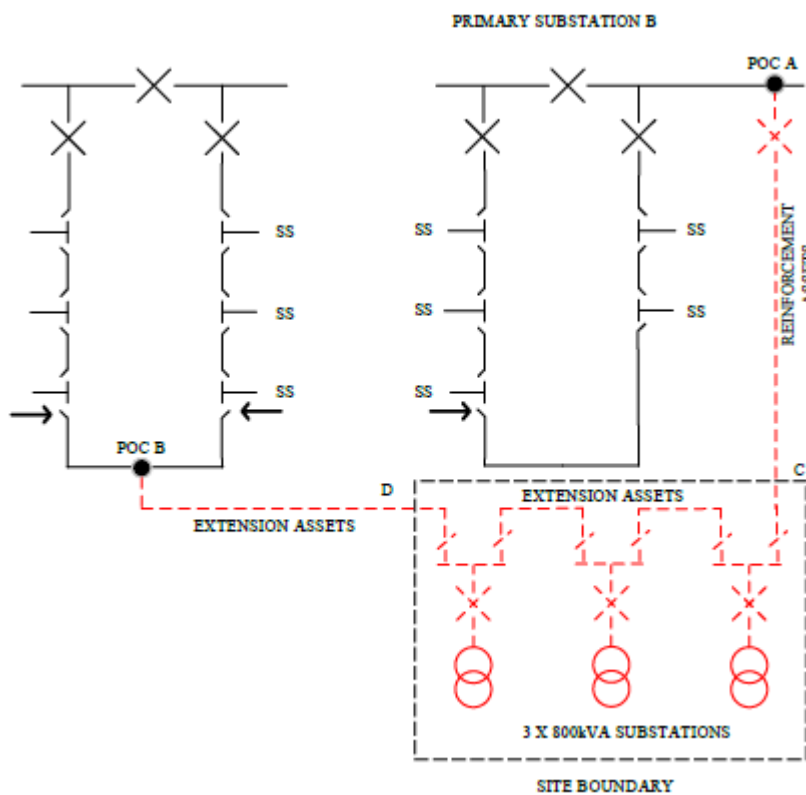 PRIMARY SUBSTATION B
POC A
SS
SS
SS
SS
SS
SS
SS
SS
REINFORCEMENT
ASSETS
POC B
C
D
EXTENSION ASSETS
EXTENSION ASSETS
3 X 800kVA SUBSTATIONS
SITE BOUNDARY